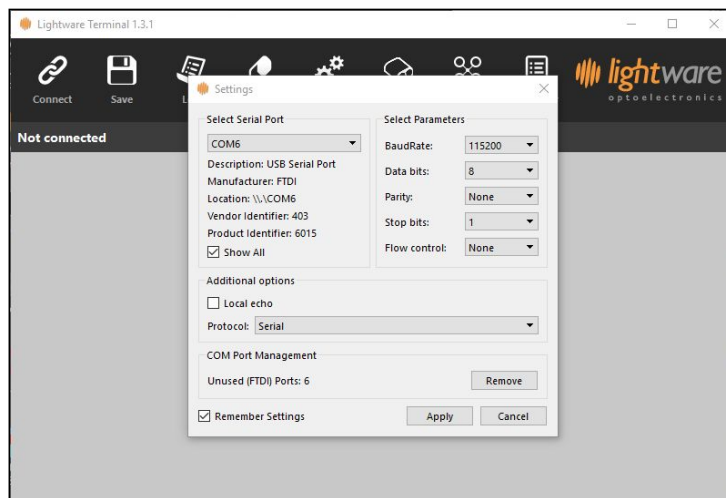 Lightware Terminal 1.3.1
Connect
Save
lightware
optoelectronics
Not connected
Settings
Select Serial Port
COM6
Description: USB Serial Port
Manufacturer: FTDI
Location: \\.\COM6
Vendor Identifier: 403
Product Identifier: 6015
Show All
Select Parameters
BaudRate: 115200
Data bits: 8
Parity: None
Stop bits: 1
Flow control: None
Additional options
Local echo
Protocol: Serial
COM Port Management
Unused (FTDI) Ports: 6
Remove
Remember Settings
Apply
Cancel